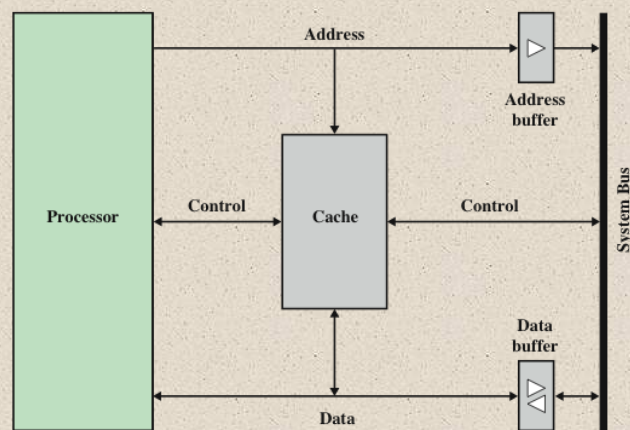 Address
Address
buffer
Processor
Control
Cache
Control
System Bus
Data
buffer
Data